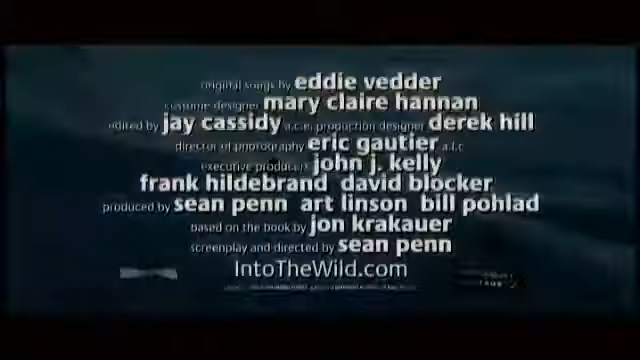 original songs by eddie vedder
costume designer mary claire hannan
edited by jay cassidy a.c.e. production designer derek hill
director of photography eric gautier a.f.c
executive producers john j. kelly
frank hildebrand david blocker
produced by sean penn art linson bill pohlad
based on the book by jon krakauer
screenplay and directed by sean penn
IntoTheWild.com